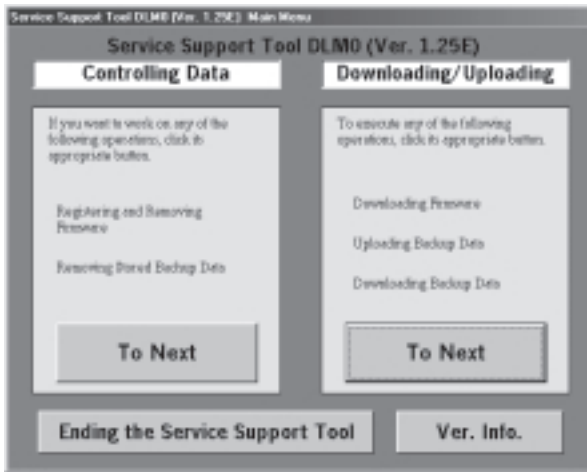 Service Support Tool DLM0 (Ver. 1.25E) Main Menu
Service Support Tool DLM0 (Ver. 1.25E)
Controlling Data
If you want to work on any of the
following operations, click its
appropriate button.
Registering and Removing
Firmware
Removing Stored Backup Data
To Next
Downloading/Uploading
To execute any of the following
operations, click its appropriate button.
Downloading Firmware
Uploading Backup Data
Downloading Backup Data
To Next
Ending the Service Support Tool
Ver. Info.